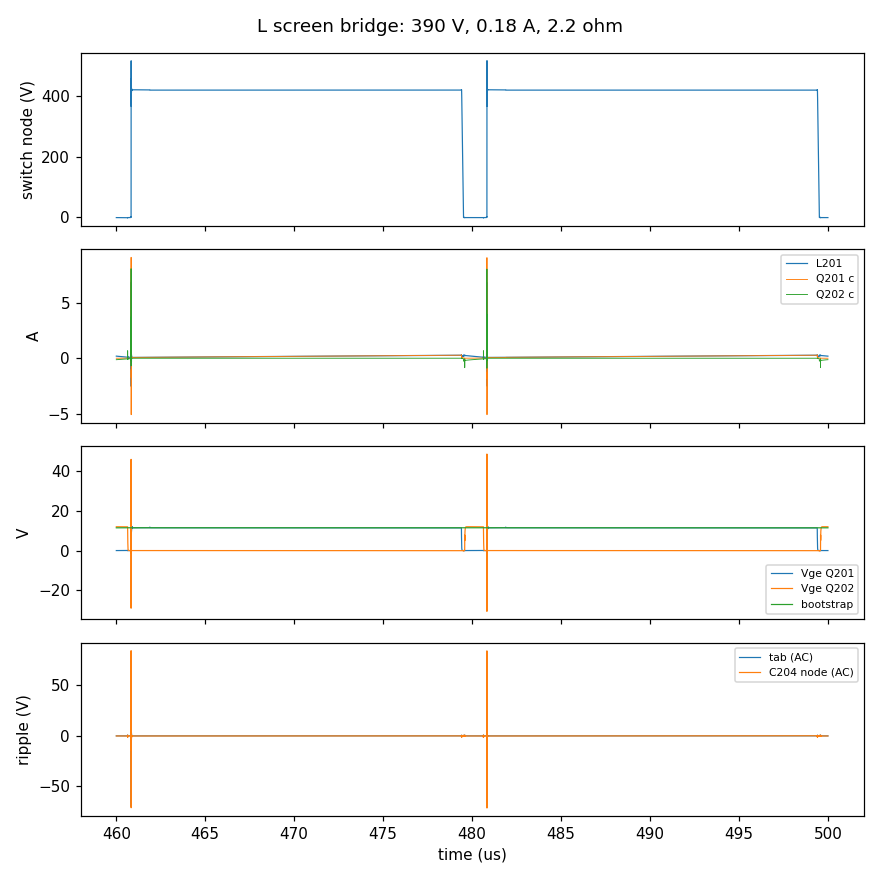 L screen bridge: 390 V, 0.18 A, 2.2 ohm
switch node (V)
400
200
0
A
5
0
−5
L201
Q201 c
Q202 c
V
40
20
0
−20
Vge Q201
Vge Q202
bootstrap
ripple (V)
50
0
−50
tab (AC)
C204 node (AC)
460 465 470 475 480 485 490 495 500
time (us)